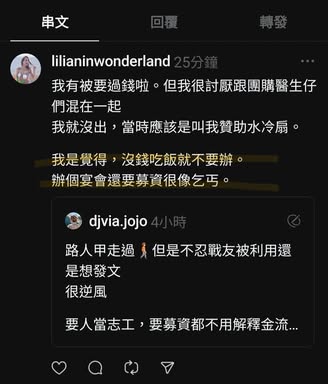 串文 回覆 轉發
lilianinwonderland 25分鐘
我有被要過錢啦。但我很討厭跟團購醫生仔
們混在一起
我就沒出，當時應該是叫我贊助水冷扇。
我是覺得，沒錢吃飯就不要辦。
辦個宴會還要募資很像乞丐。
djvia.jojo 4小時
路人甲走過🚶但是不忍戰友被利用還
是想發文
很逆風
要人當志工，要募資都不用解釋金流...